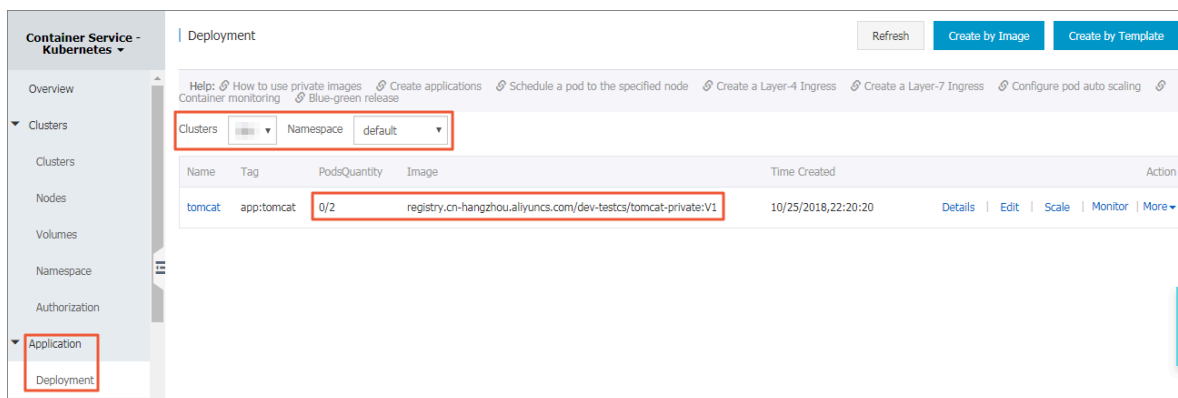 Container Service -
Kubernetes
Deployment
Refresh
Create by Image
Create by Template
Overview
Help: How to use private images Create applications Schedule a pod to the specified node Create a Layer-4 Ingress Create a Layer-7 Ingress Configure pod auto scaling
Container monitoring Blue-green release
Clusters
Clusters Namespace default
Clusters
Name Tag PodsQuantity Image Time Created Action
Nodes
tomcat app:tomcat 0/2 registry.cn-hangzhou.aliyuncs.com/dev-testcs/tomcat-private:V1 10/25/2018,22:20:20 Details | Edit | Scale | Monitor | More
Volumes
Namespace
Authorization
Application
Deployment